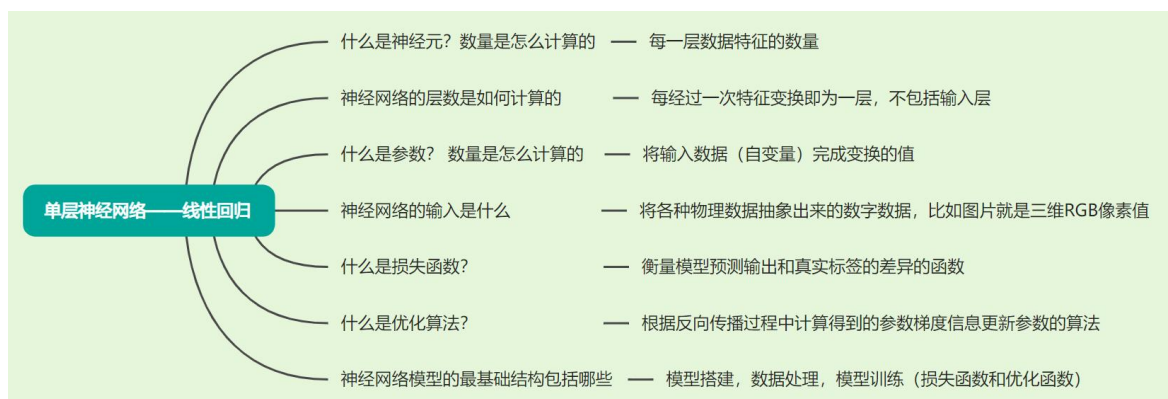 什么是神经元？数量是怎么计算的 每一层数据特征的数量
神经网络的层数是如何计算的 每经过一次特征变换即为一层，不包括输入层
什么是参数？ 数量是怎么计算的 将输入数据（自变量）完成变换的值
单层神经网络——线性回归
神经网络的输入是什么 将各种物理数据抽象出来的数字数据，比如图片就是三维RGB像素值
什么是损失函数？ 衡量模型预测输出和真实标签的差异的函数
什么是优化算法？ 根据反向传播过程中计算得到的参数梯度信息更新参数的算法
神经网络模型的最基础结构包括哪些 模型搭建，数据处理，模型训练（损失函数和优化函数）